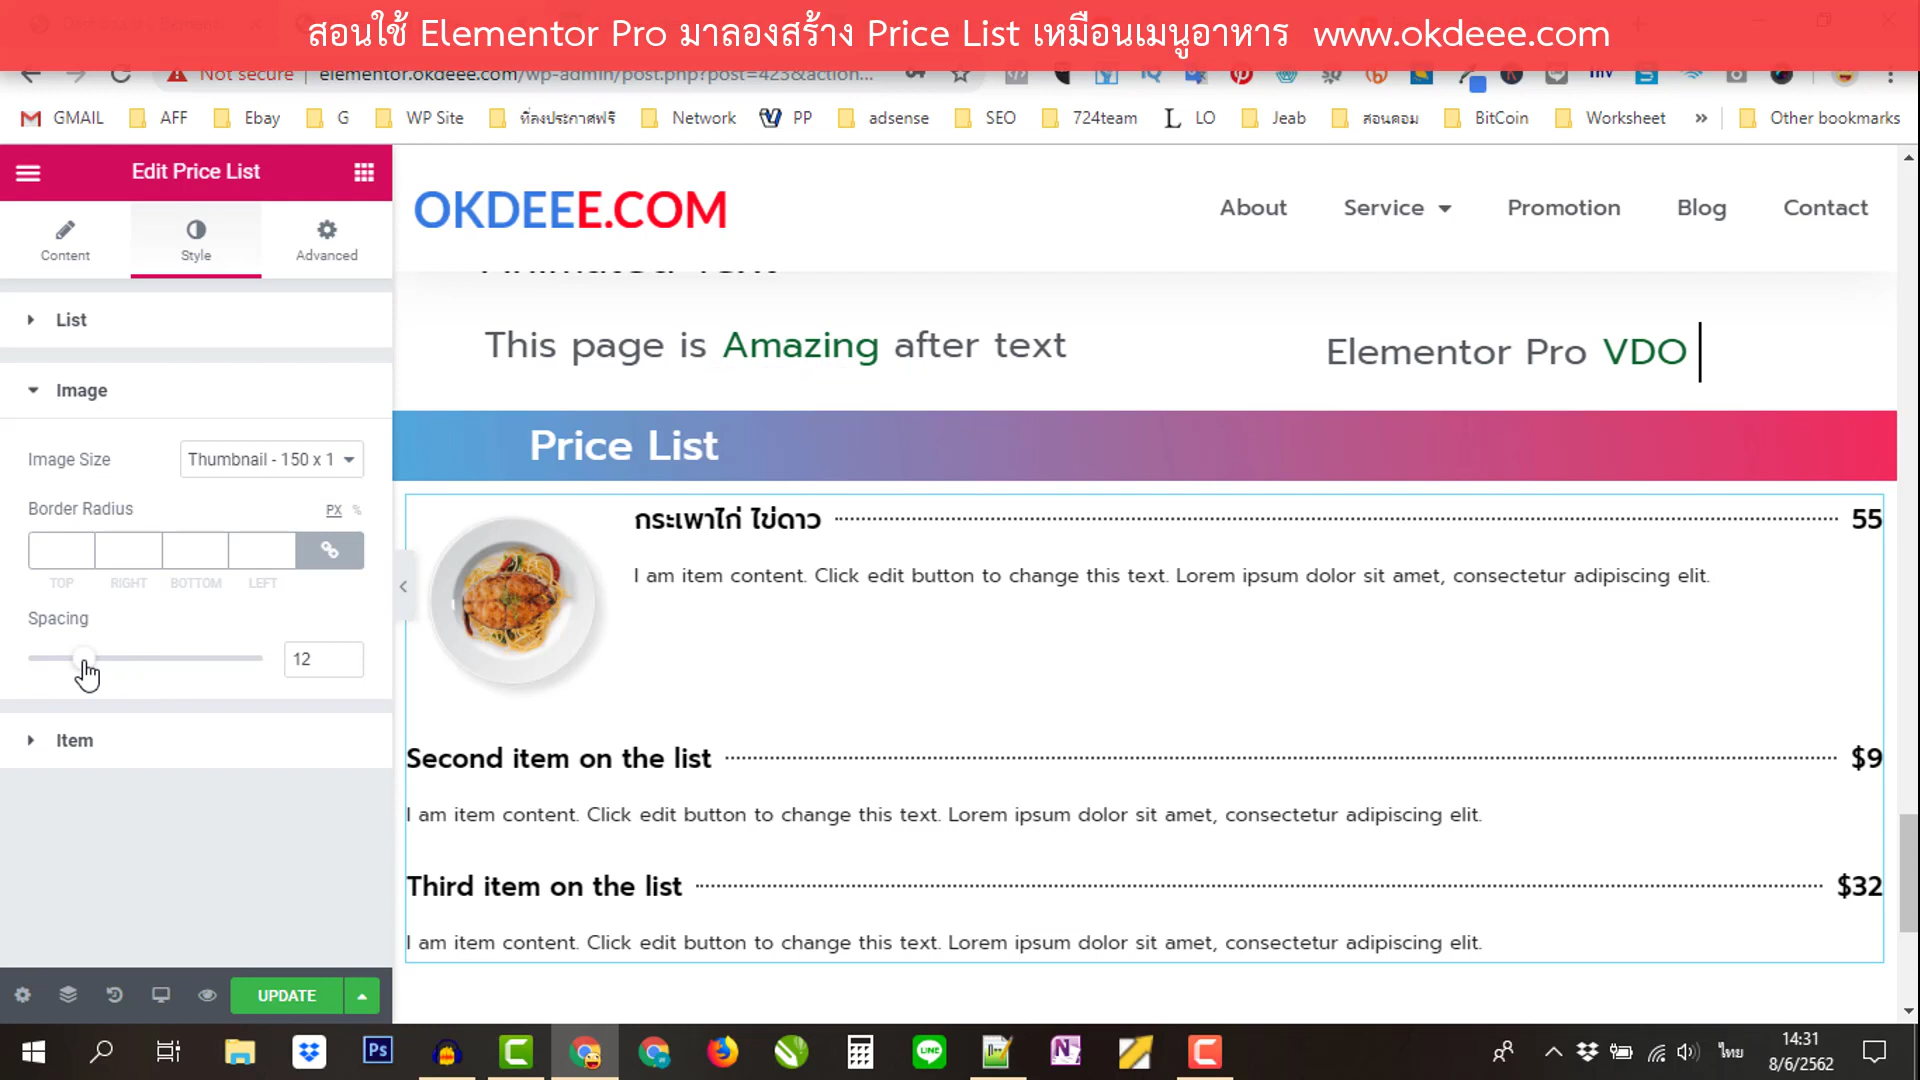 สอนใช้ Elementor Pro มาลองสร้าง Price List เหมือนเมนูอาหาร www.okdeee.com
Not secure elementor.okdeee.com/wp-admin/post.php?post=423&action...
GMAIL AFF Ebay G WP Site ที่ลงประกาศฟรี Network PP adsense SEO 724team LO Jeab สอนคอม BitCoin Worksheet » Other bookmarks
Edit Price List
Content Style Advanced
List
Image
Image Size Thumbnail - 150 x 1
Border Radius PX %
TOP RIGHT BOTTOM LEFT
Spacing
12
Item
UPDATE
OKDEEE.COM
About Service Promotion Blog Contact
Animated Text
This page is Amazing after text
Elementor Pro VDO
Price List
กระเพาไก่ ไข่ดาว 55
I am item content. Click edit button to change this text. Lorem ipsum dolor sit amet, consectetur adipiscing elit.
Second item on the list $9
I am item content. Click edit button to change this text. Lorem ipsum dolor sit amet, consectetur adipiscing elit.
Third item on the list $32
I am item content. Click edit button to change this text. Lorem ipsum dolor sit amet, consectetur adipiscing elit.
Ps
LINE
ไทย
14:31
8/6/2562